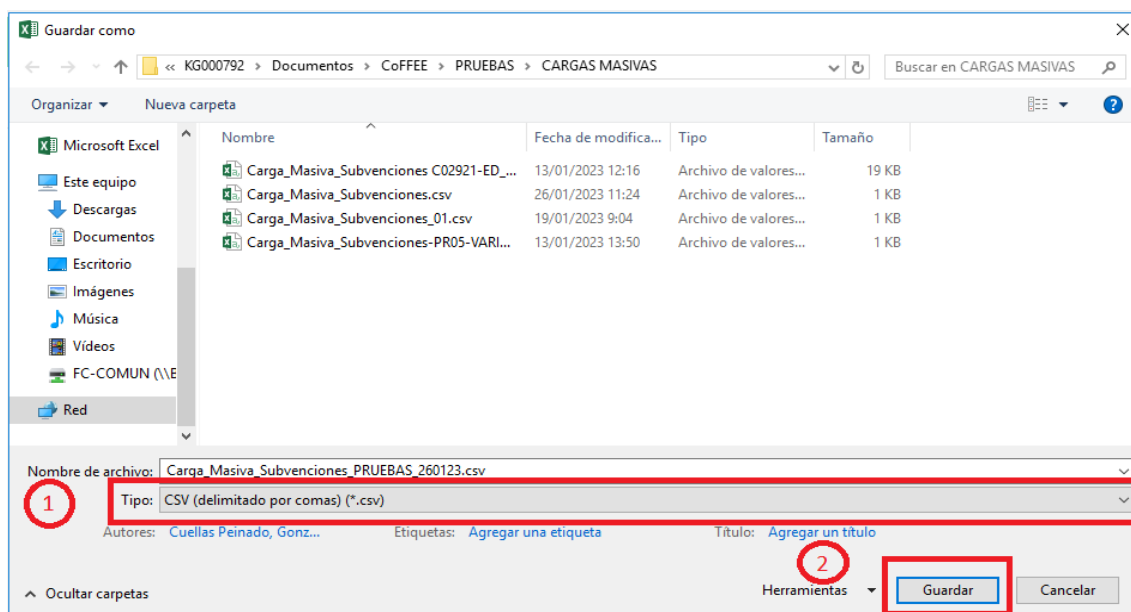 Guardar como
« KG000792 > Documentos > CoFFEE > PRUEBAS > CARGAS MASIVAS
Buscar en CARGAS MASIVAS
Organizar
Nueva carpeta
Microsoft Excel
Este equipo
Descargas
Documentos
Escritorio
Imágenes
Música
Vídeos
FC-COMUN (\\E
Red
Nombre Fecha de modifica... Tipo Tamaño
Carga_Masiva_Subvenciones C02921-ED_... 13/01/2023 12:16 Archivo de valores... 19 KB
Carga_Masiva_Subvenciones.csv 26/01/2023 11:24 Archivo de valores... 1 KB
Carga_Masiva_Subvenciones_01.csv 19/01/2023 9:04 Archivo de valores... 1 KB
Carga_Masiva_Subvenciones-PR05-VARI... 13/01/2023 13:50 Archivo de valores... 1 KB
Nombre de archivo: Carga_Masiva_Subvenciones_PRUEBAS_260123.csv
1
Tipo: CSV (delimitado por comas) (*.csv)
Autores: Cuellas Peinado, Gonz... Etiquetas: Agregar una etiqueta Título: Agregar un título
2
Ocultar carpetas
Herramientas Guardar Cancelar